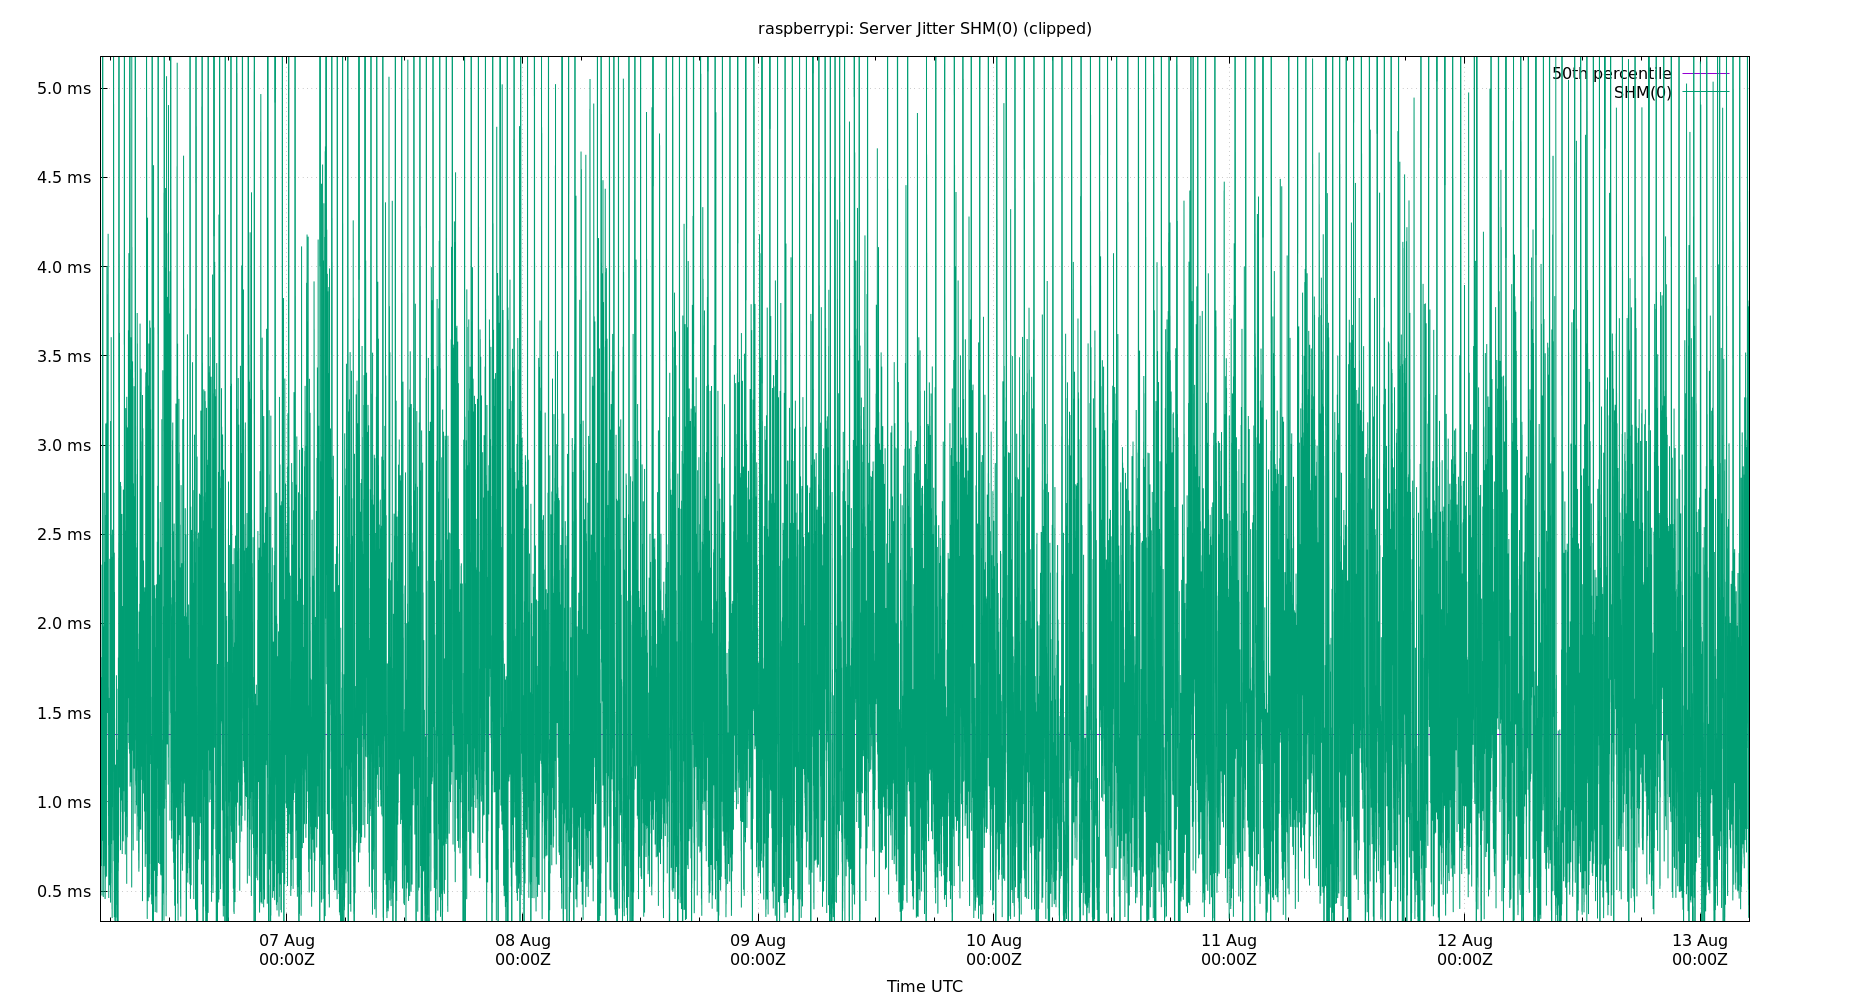 raspberrypi: Server Jitter SHM(0) (clipped)
50th percentile
SHM(0)
5.0 ms
4.5 ms
4.0 ms
3.5 ms
3.0 ms
2.5 ms
2.0 ms
1.5 ms
1.0 ms
0.5 ms
07 Aug 08 Aug 09 Aug 10 Aug 11 Aug 12 Aug 13 Aug
00:00Z 00:00Z 00:00Z 00:00Z 00:00Z 00:00Z 00:00Z
Time UTC